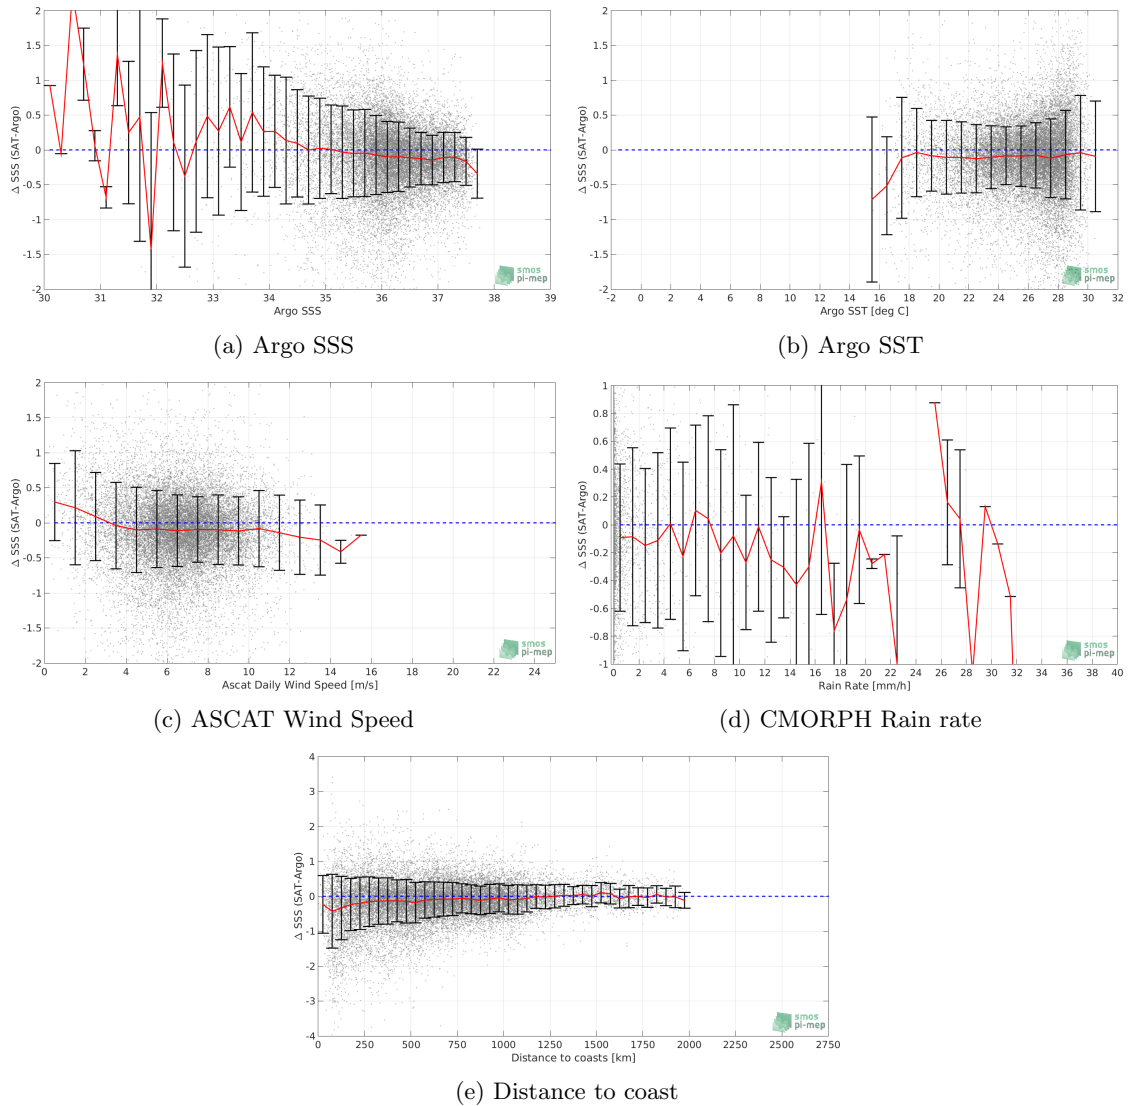 2
1.5
1
0.5
0
-0.5
-1
-1.5
-2
Δ SSS (SAT-Argo)
30 31 32 33 34 35 36 37 38 39
Argo SSS
smos
pi-mep
(a) Argo SSS
2
1.5
1
0.5
0
-0.5
-1
-1.5
-2
Δ SSS (SAT-Argo)
-2 0 2 4 6 8 10 12 14 16 18 20 22 24 26 28 30 32
Argo SST [deg C]
smos
pi-mep
(b) Argo SST
2
1.5
1
0.5
0
-0.5
-1
-1.5
-2
Δ SSS (SAT-Argo)
0 2 4 6 8 10 12 14 16 18 20 22 24
Ascat Daily Wind Speed [m/s]
smos
pi-mep
(c) ASCAT Wind Speed
1
0.8
0.6
0.4
0.2
0
-0.2
-0.4
-0.6
-0.8
-1
Δ SSS (SAT-Argo)
0 2 4 6 8 10 12 14 16 18 20 22 24 26 28 30 32 34 36 38 40
Rain Rate [mm/h]
smos
pi-mep
(d) CMORPH Rain rate
4
3
2
1
0
-1
-2
-3
-4
Δ SSS (SAT-Argo)
0 250 500 750 1000 1250 1500 1750 2000 2250 2500 2750
Distance to coasts [km]
smos
pi-mep
(e) Distance to coast